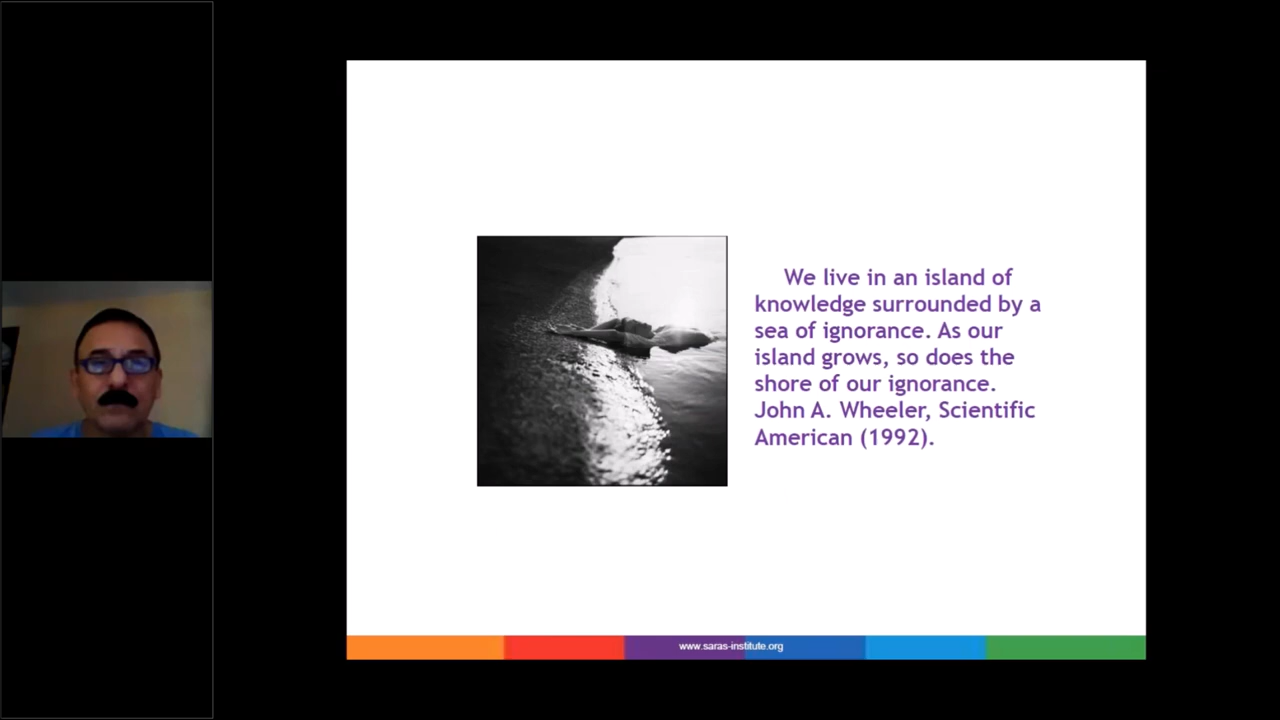 We live in an island of
knowledge surrounded by a
sea of ignorance. As our
island grows, so does the
shore of our ignorance.
John A. Wheeler, Scientific
American (1992).
www.saras-institute.org